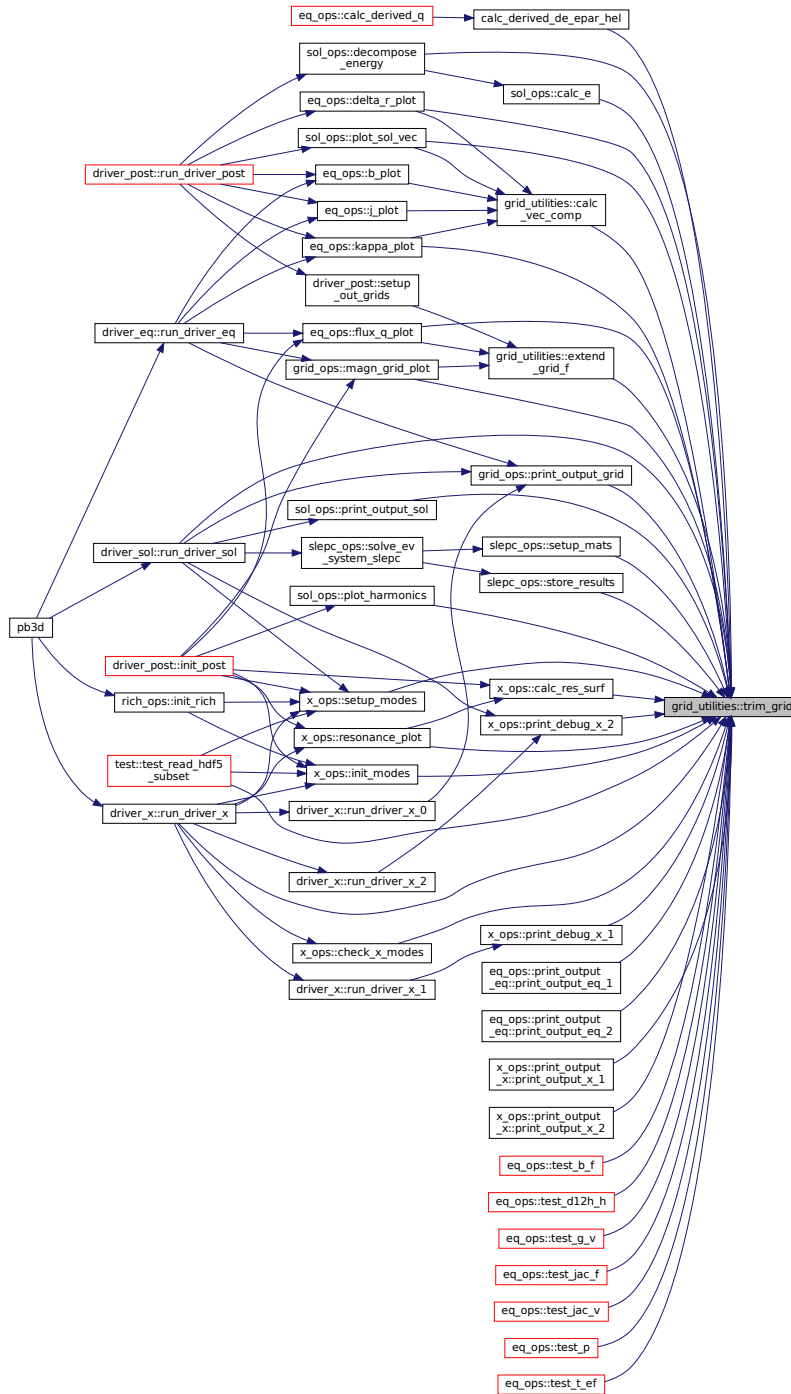 eq_ops::calc_derived_q
calc_derived_de_epar_hel
sol_ops::decompose
_energy
sol_ops::calc_e
eq_ops::delta_r_plot
sol_ops::plot_sol_vec
driver_post::run_driver_post
eq_ops::b_plot
grid_utilities::calc
_vec_comp
eq_ops::j_plot
eq_ops::kappa_plot
driver_post::setup
_out_grids
driver_eq::run_driver_eq
eq_ops::flux_q_plot
grid_utilities::extend
_grid_f
grid_ops::magn_grid_plot
grid_ops::print_output_grid
sol_ops::print_output_sol
driver_sol::run_driver_sol
slepc_ops::solve_ev
_system_slepc
slepc_ops::setup_mats
slepc_ops::store_results
sol_ops::plot_harmonics
pb3d
driver_post::init_post
x_ops::calc_res_surf
rich_ops::init_rich
x_ops::setup_modes
grid_utilities::trim_grid
x_ops::print_debug_x_2
x_ops::resonance_plot
test::test_read_hdf5
_subset
x_ops::init_modes
driver_x::run_driver_x
driver_x::run_driver_x_0
driver_x::run_driver_x_2
x_ops::print_debug_x_1
x_ops::check_x_modes
eq_ops::print_output
_eq::print_output_eq_1
driver_x::run_driver_x_1
eq_ops::print_output
_eq::print_output_eq_2
x_ops::print_output
_x::print_output_x_1
x_ops::print_output
_x::print_output_x_2
eq_ops::test_b_f
eq_ops::test_d12h_h
eq_ops::test_g_v
eq_ops::test_jac_f
eq_ops::test_jac_v
eq_ops::test_p
eq_ops::test_t_ef